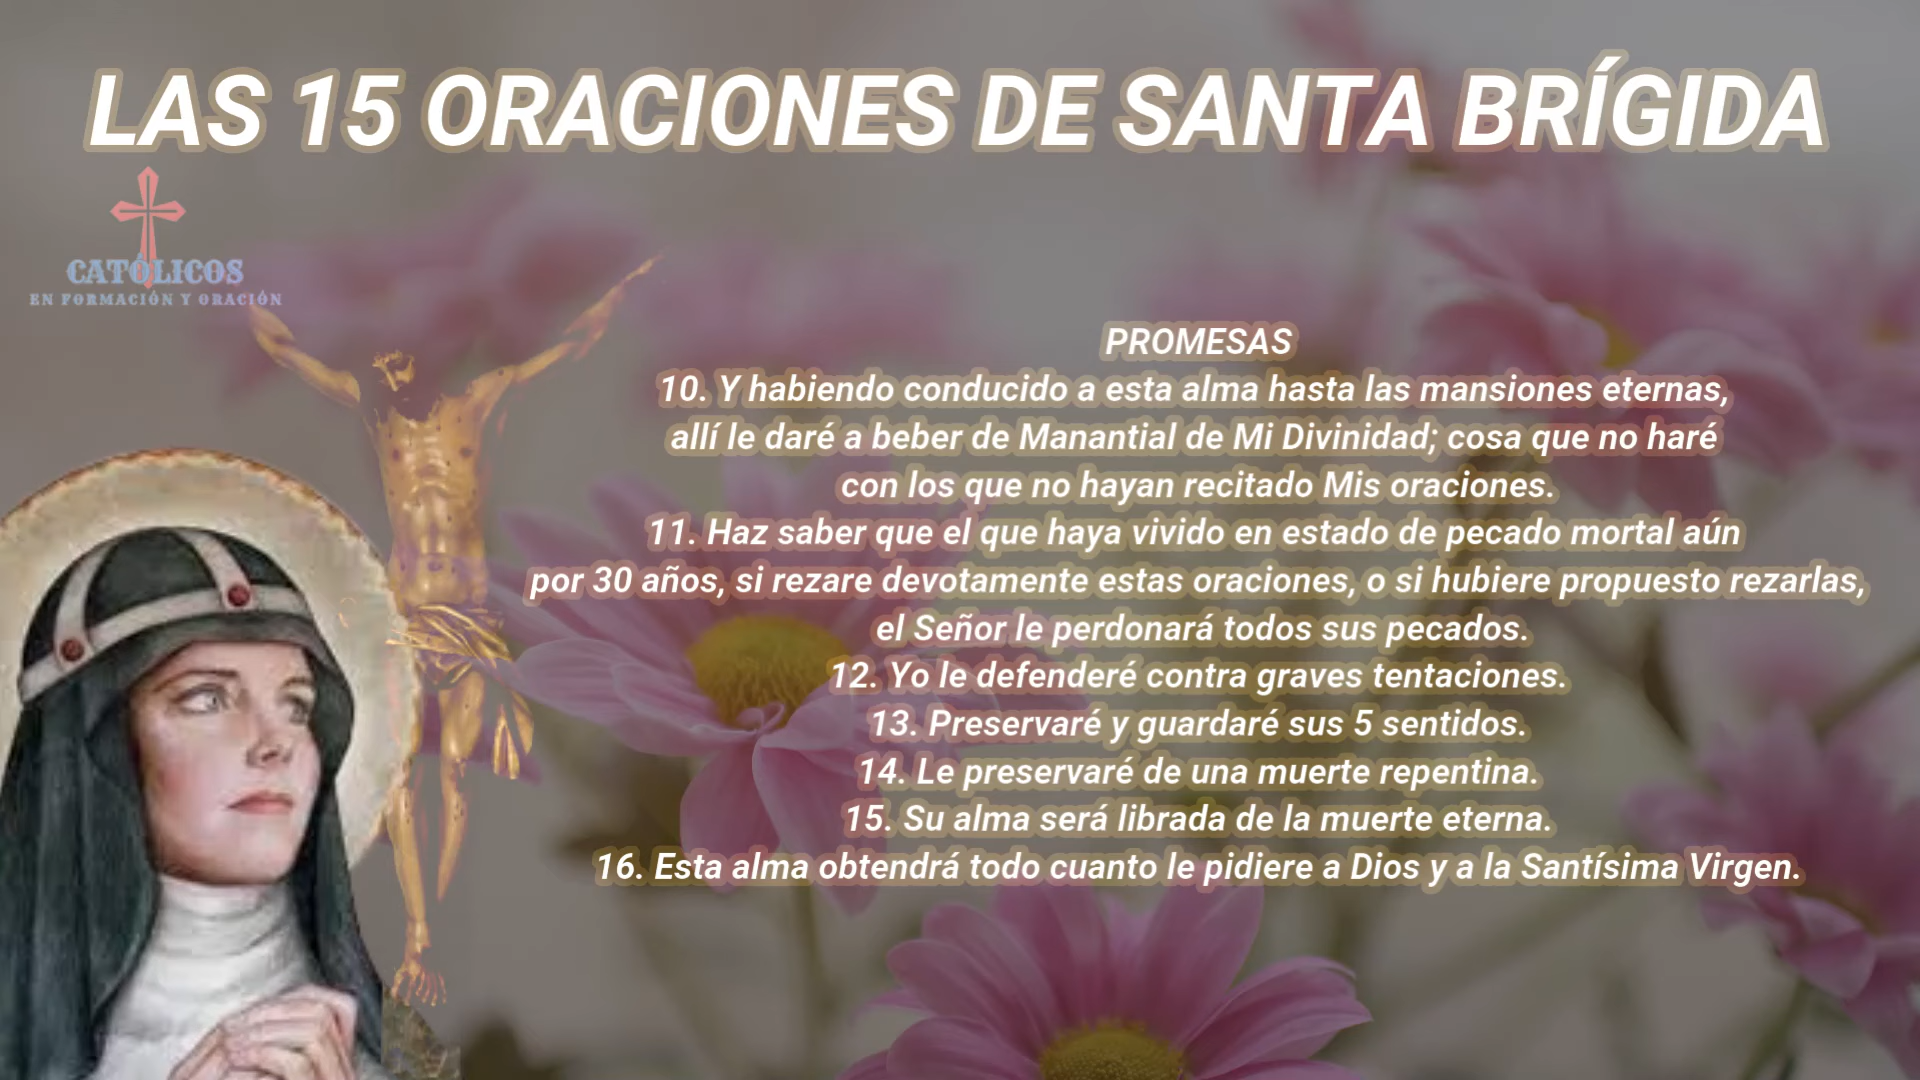 LAS 15 ORACIONES DE SANTA BRÍGIDA
CATÓLICOS
EN FORMACIÓN Y ORACIÓN
PROMESAS
10. Y habiendo conducido a esta alma hasta las mansiones eternas,
allí le daré a beber de Manantial de Mi Divinidad; cosa que no haré
con los que no hayan recitado Mis oraciones.
11. Haz saber que el que haya vivido en estado de pecado mortal aún
por 30 años, si rezare devotamente estas oraciones, o si hubiere propuesto rezarlas,
el Señor le perdonará todos sus pecados.
12. Yo le defenderé contra graves tentaciones.
13. Preservaré y guardaré sus 5 sentidos.
14. Le preservaré de una muerte repentina.
15. Su alma será librada de la muerte eterna.
16. Esta alma obtendrá todo cuanto le pidiere a Dios y a la Santísima Virgen.